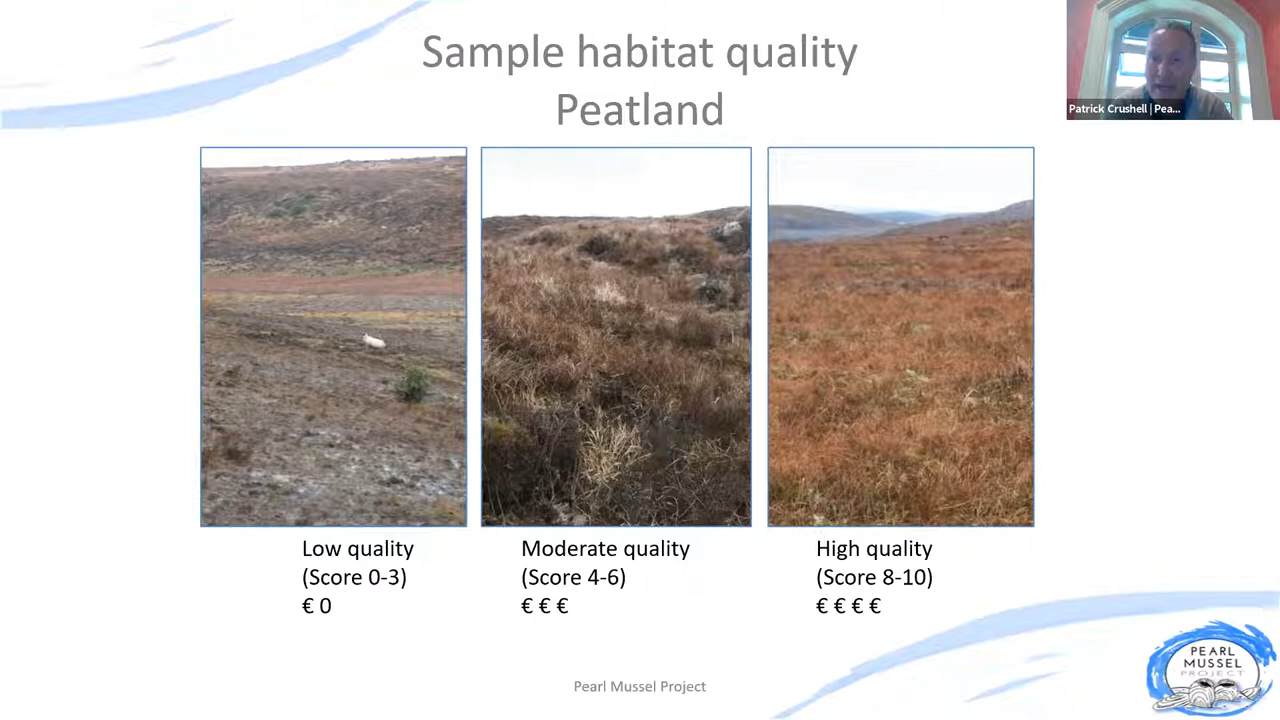 Sample habitat quality
Peatland
Patrick Crushell | Pea...
Low quality
(Score 0-3)
€ 0
Moderate quality
(Score 4-6)
€ € €
High quality
(Score 8-10)
€ € € €
Pearl Mussel Project
PEARL
MUSSEL
PROJECT